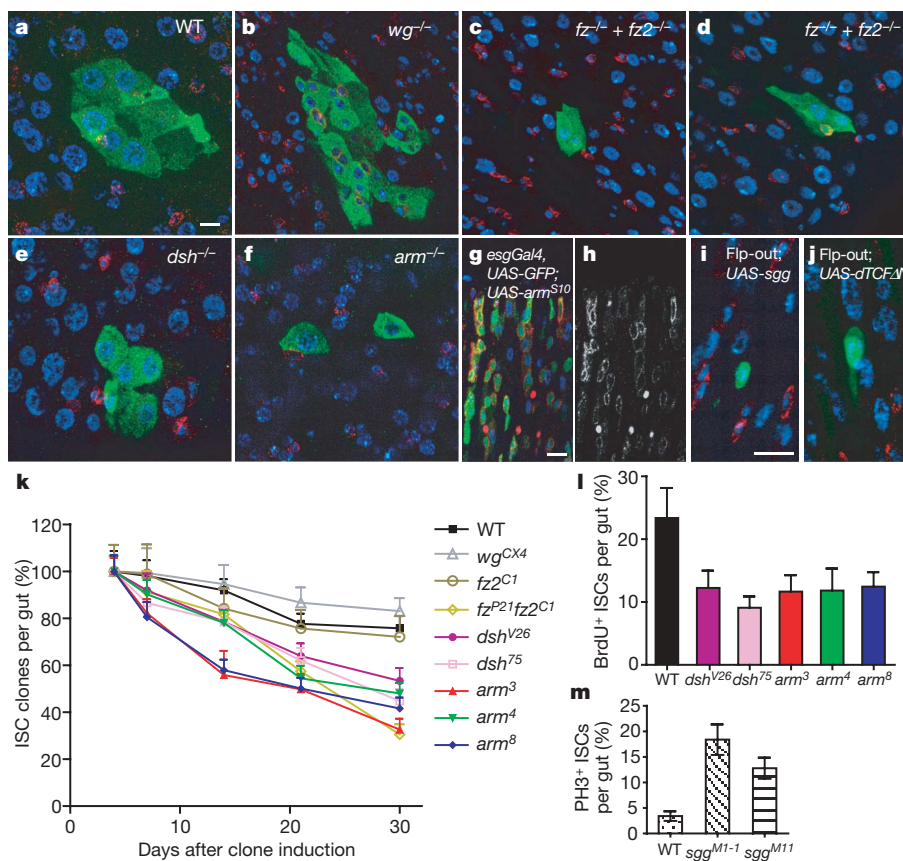 a WT
b wg⁻/⁻
c fz⁻/⁻ + fz2⁻/⁻
d fz⁻/⁻ + fz2⁻/⁻
e dsh⁻/⁻
f arm⁻/⁻
g esgGal4,
UAS-GFP;
UAS-armS10
h
i Flp-out;
UAS-sgg
j Flp-out;
UAS-dTCFΔN
k
ISC clones per gut (%)
120
100
80
60
40
20
0
0 10 20 30
Days after clone induction
WT
wgCX4
fz2C1
fzP21fz2C1
dshV26
dsh75
arm3
arm4
arm8
l
BrdU+ ISCs per gut (%)
30
20
10
0
WT dshV26 dsh75 arm3 arm4 arm8
m
PH3+ ISCs
per gut (%)
25
20
15
10
5
0
WT sggM1-1 sggM11